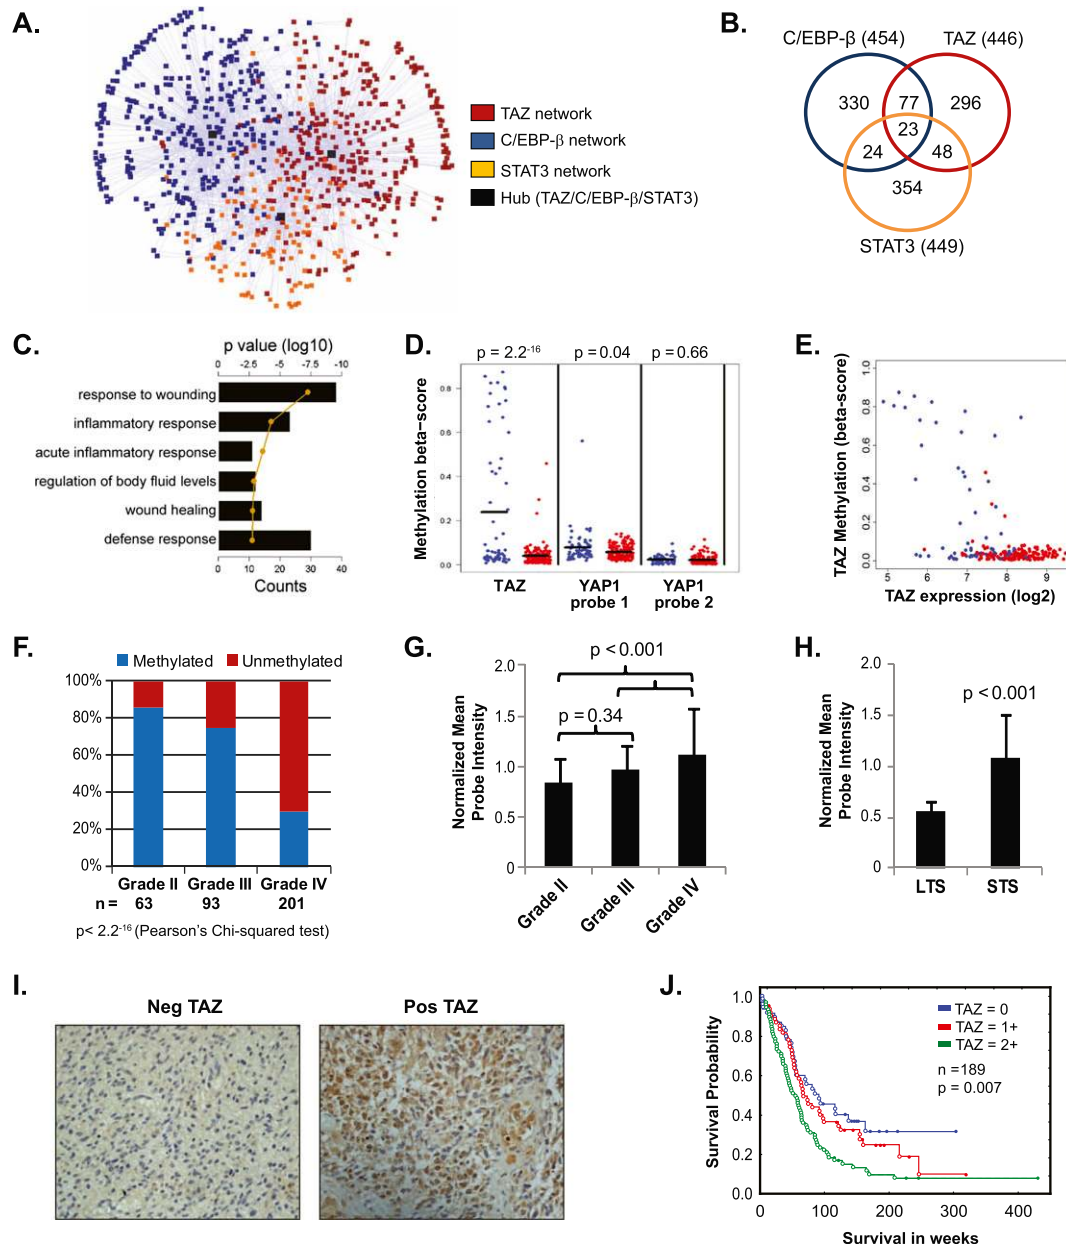 A.
TAZ network
C/EBP-β network
STAT3 network
Hub (TAZ/C/EBP-β/STAT3)
B.
C/EBP-β (454)
TAZ (446)
330
77
296
23
24
48
354
STAT3 (449)
C.
p value (log10)
0 -2.5 -5 -7.5 -10
response to wounding
inflammatory response
acute inflammatory response
regulation of body fluid levels
wound healing
defense response
0 10 20 30 40
Counts
D.
p = 2.2-16 p = 0.04 p = 0.66
Methylation beta-score
0.8
0.6
0.4
0.2
0.0
TAZ
YAP1 probe 1
YAP1 probe 2
E.
TAZ Methylation (beta-score)
1.0
0.8
0.6
0.4
0.2
0.0
5 6 7 8 9
TAZ expression (log2)
F.
Methylated Unmethylated
100%
80%
60%
40%
20%
0%
Grade II Grade III Grade IV
n = 63 93 201
p< 2.2-16 (Pearson's Chi-squared test)
G.
Normalized Mean
Probe Intensity
2.0
1.5
1.0
0.5
0
p < 0.001
p = 0.34
Grade II
Grade III
Grade IV
H.
Normalized Mean
Probe Intensity
2.0
1.5
1.0
0.5
0
p < 0.001
LTS STS
I.
Neg TAZ
Pos TAZ
J.
Survival Probability
1.0
0.8
0.6
0.4
0.2
0.0
TAZ = 0
TAZ = 1+
TAZ = 2+
n =189
p = 0.007
0 100 200 300 400
Survival in weeks